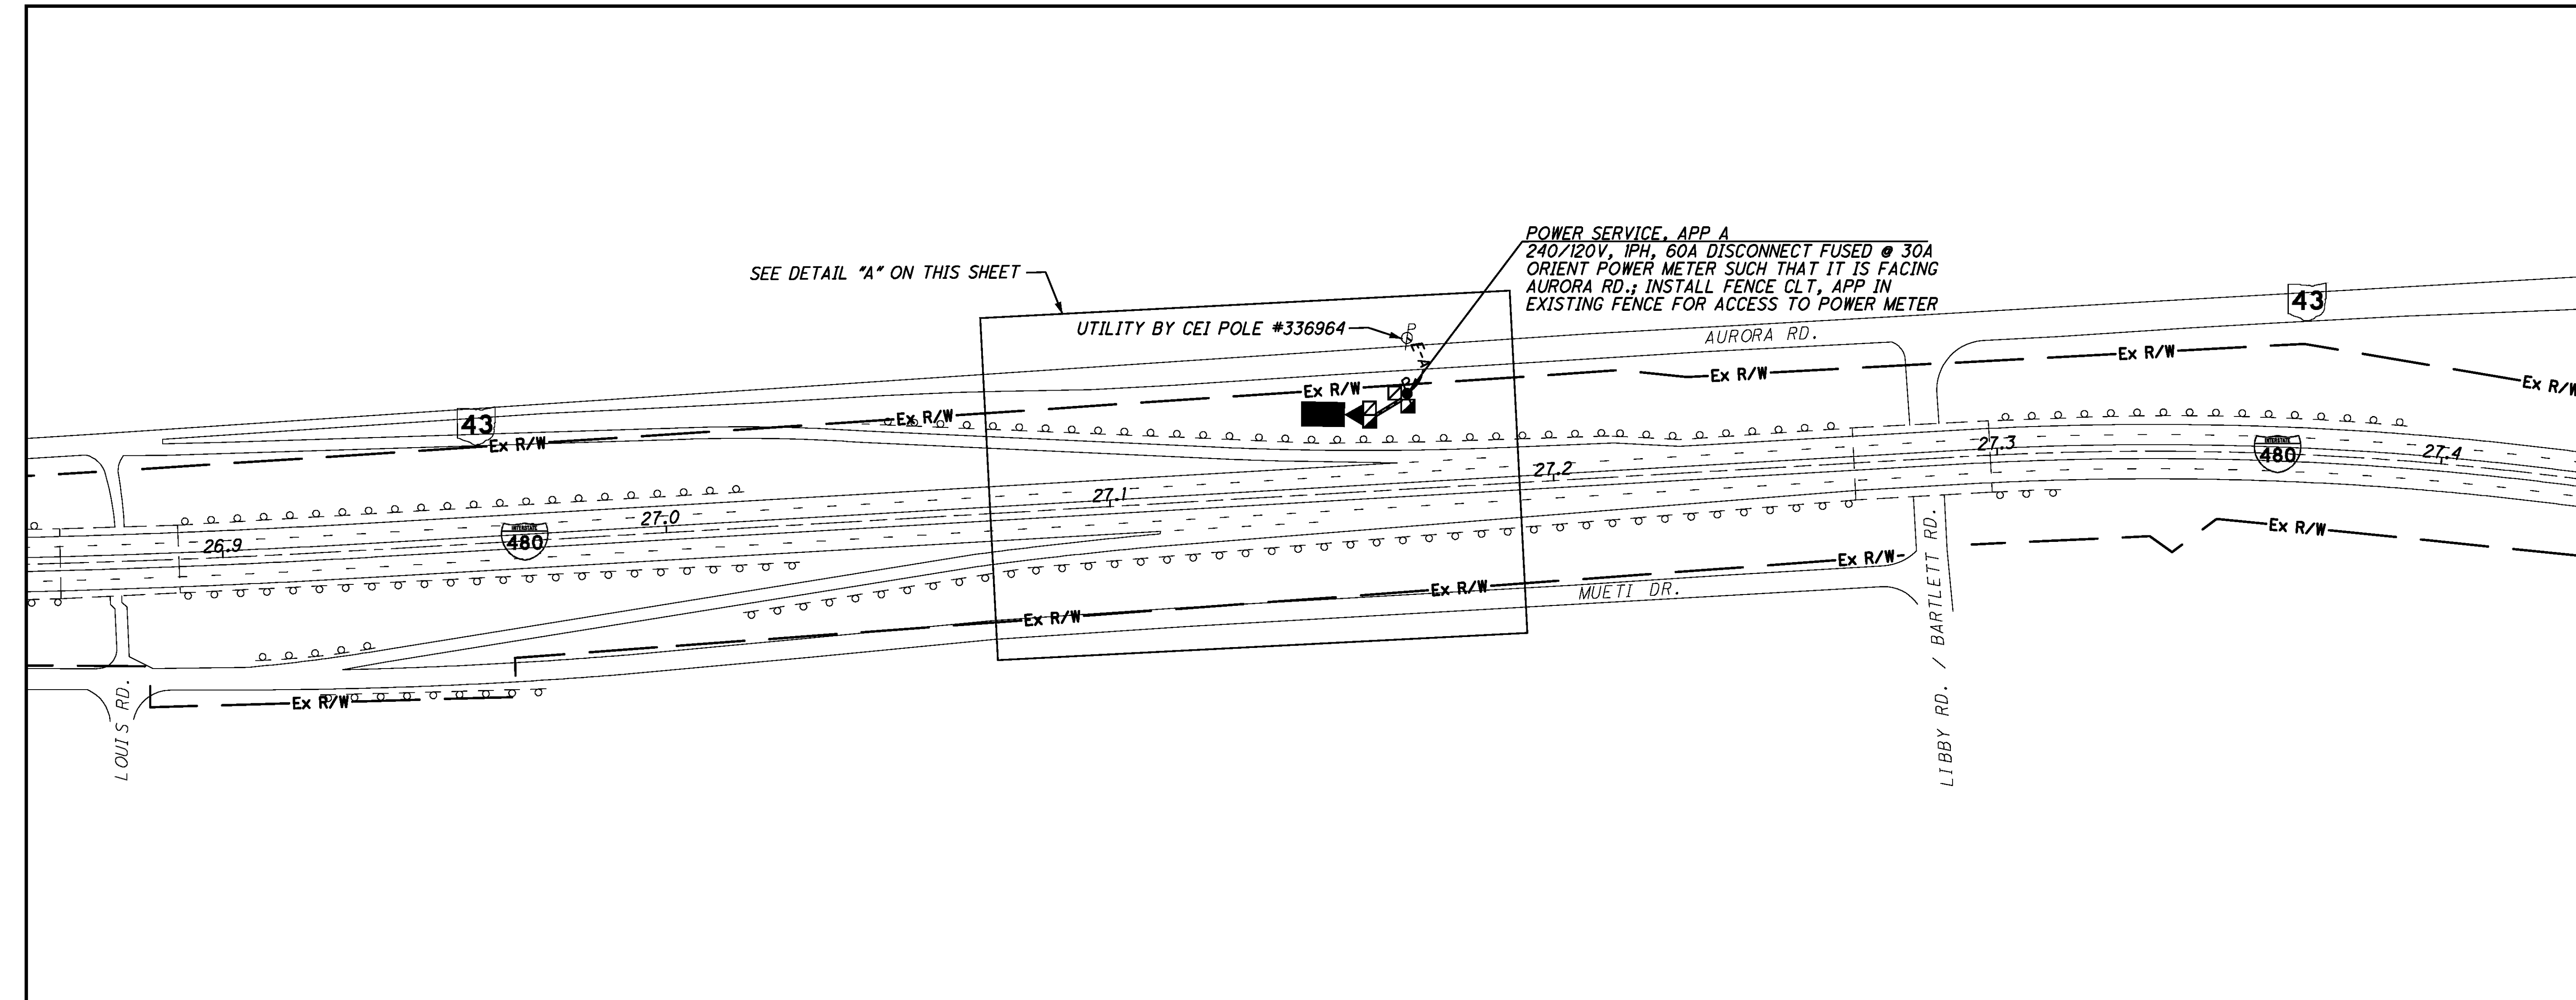 POWER SERVICE, APP A
240/120V, 1PH, 60A DISCONNECT FUSED @ 30A
ORIENT POWER METER SUCH THAT IT IS FACING
AURORA RD.; INSTALL FENCE CLT, APP IN
EXISTING FENCE FOR ACCESS TO POWER METER
SEE DETAIL "A" ON THIS SHEET
UTILITY BY CEI POLE #336964
P
E-A
AURORA RD.
43
43
Ex R/W
Ex R/W
Ex R/W
Ex R/W
Ex R/W
Ex R/W
Ex R/W
26.9
27.0
27.1
27.2
27.3
27.4
INTERSTATE
480
INTERSTATE
480
Ex R/W
Ex R/W
Ex R/W
Ex R/W
Ex R/W
MUETI DR.
LOUIS RD.
LIBBY RD. / BARTLETT RD.